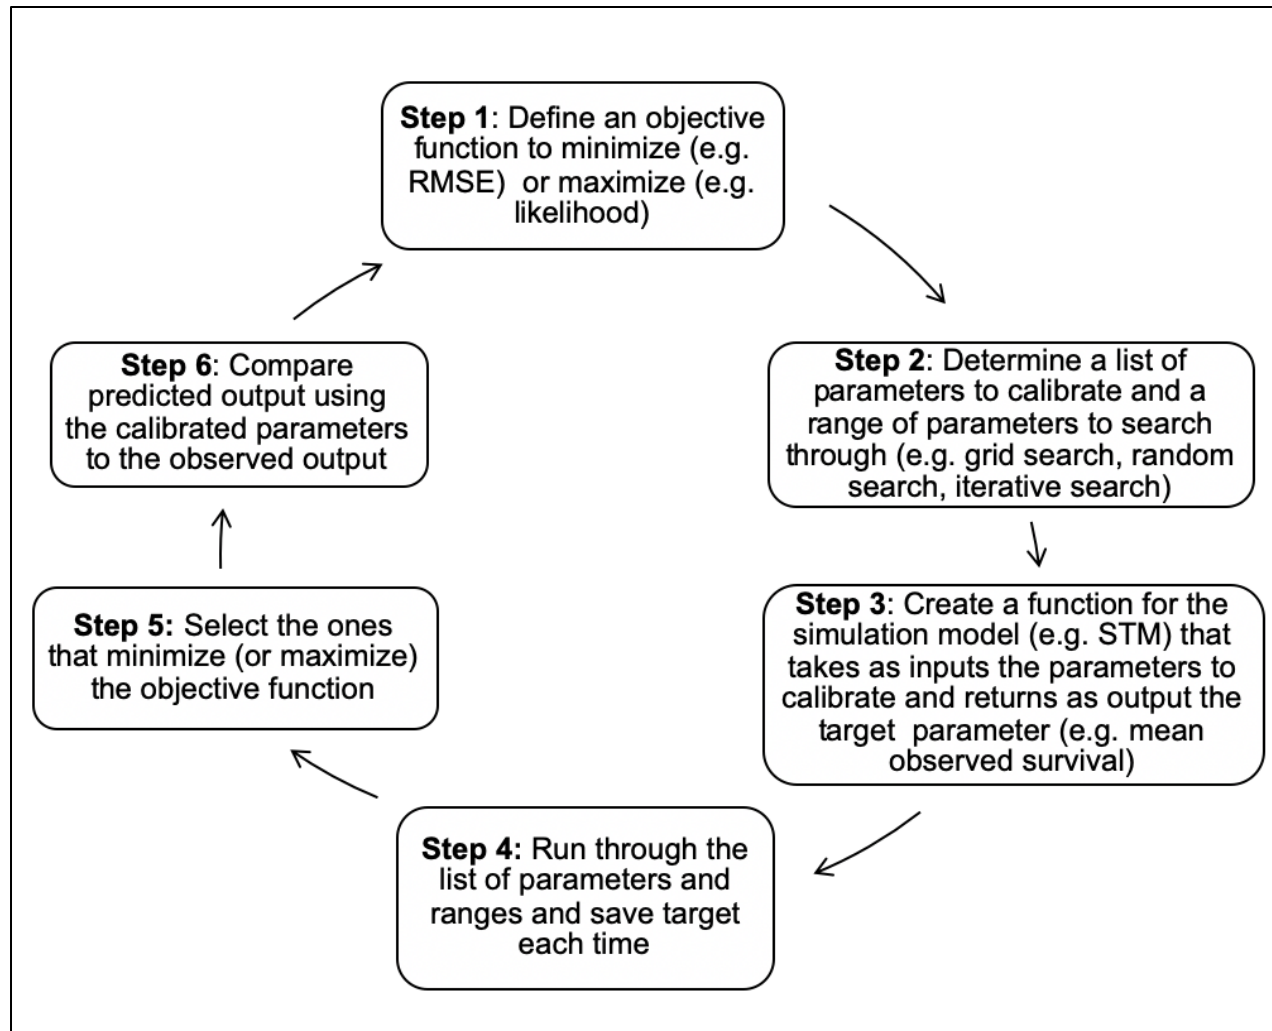 Step 1: Define an objective
function to minimize (e.g.
RMSE)  or maximize (e.g.
likelihood)
Step 2: Determine a list of
parameters to calibrate and a
range of parameters to search
through (e.g. grid search, random
search, iterative search)
Step 3: Create a function for the
simulation model (e.g. STM) that
takes as inputs the parameters to
calibrate and returns as output the
target  parameter (e.g. mean
observed survival)
Step 4: Run through the
list of parameters and
ranges and save target
each time
Step 5: Select the ones
that minimize (or maximize)
the objective function
Step 6: Compare
predicted output using
the calibrated parameters
to the observed output